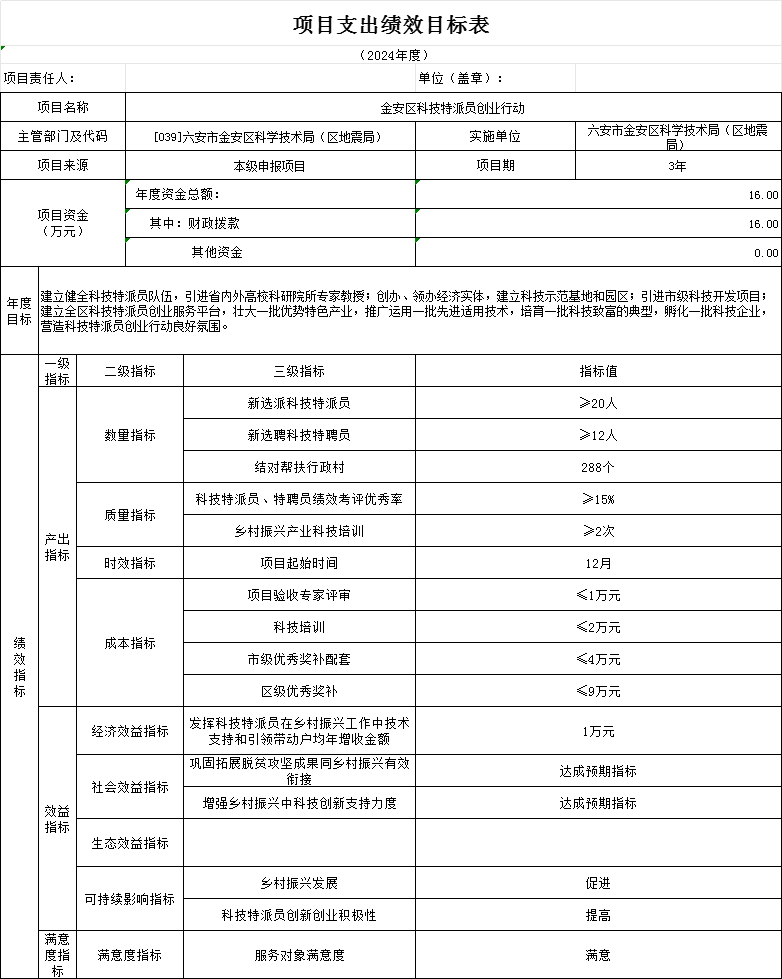 项目支出绩效目标表
（2024年度）
项目责任人： 单位（盖章）：
项目名称 金安区科技特派员创业行动
主管部门及代码 [039]六安市金安区科学技术局（区地震局） 实施单位 六安市金安区科学技术局（区地震
局）
项目来源 本级申报项目 项目期 3年
项目资金
（万元）
年度资金总额： 16.00
其中：财政拨款 16.00
其他资金 0.00
年度
目标
建立健全科技特派员队伍，引进省内外高校科研院所专家教授；创办、领办经济实体，建立科技示范基地和园区；引进市级科技开发项目；
建立全区科技特派员创业服务平台，壮大一批优势特色产业，推广运用一批先进适用技术，培育一批科技致富的典型，孵化一批科技企业，
营造科技特派员创业行动良好氛围。
绩
效
指
标
一级
指标
二级指标 三级指标 指标值
产出
指标
数量指标
新选派科技特派员 ≥20人
新选聘科技特聘员 ≥12人
结对帮扶行政村 288个
质量指标
科技特派员、特聘员绩效考评优秀率 ≥15%
乡村振兴产业科技培训 ≥2次
时效指标 项目起始时间 12月
成本指标
项目验收专家评审 ≤1万元
科技培训 ≤2万元
市级优秀奖补配套 ≤4万元
区级优秀奖补 ≤9万元
效益
指标
经济效益指标
发挥科技特派员在乡村振兴工作中技术
支持和引领带动户均年增收金额
1万元
社会效益指标
巩固拓展脱贫攻坚成果同乡村振兴有效
衔接
达成预期指标
增强乡村振兴中科技创新支持力度 达成预期指标
生态效益指标
可持续影响指标
乡村振兴发展 促进
科技特派员创新创业积极性 提高
满意
度指
标
满意度指标 服务对象满意度 满意